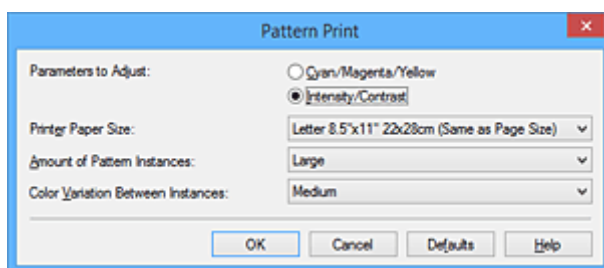 Pattern Print
Parameters to Adjust:
Cyan/Magenta/Yellow
Intensity/Contrast
Printer Paper Size:
Letter 8.5"x11" 22x28cm (Same as Page Size)
Amount of Pattern Instances:
Large
Color Variation Between Instances:
Medium
OK Cancel Defaults Help